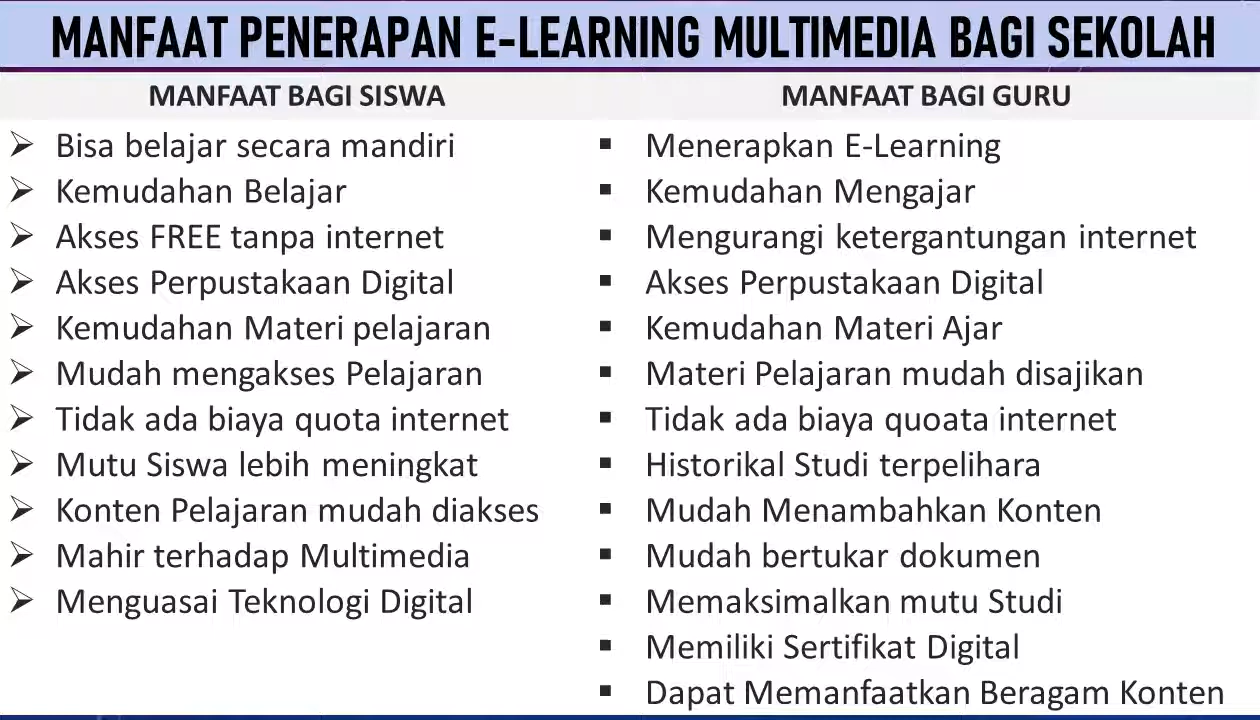 MANFAAT PENERAPAN E-LEARNING MULTIMEDIA BAGI SEKOLAH
MANFAAT BAGI SISWA
➢ Bisa belajar secara mandiri
➢ Kemudahan Belajar
➢ Akses FREE tanpa internet
➢ Akses Perpustakaan Digital
➢ Kemudahan Materi pelajaran
➢ Mudah mengakses Pelajaran
➢ Tidak ada biaya quota internet
➢ Mutu Siswa lebih meningkat
➢ Konten Pelajaran mudah diakses
➢ Mahir terhadap Multimedia
➢ Menguasai Teknologi Digital
MANFAAT BAGI GURU
▪ Menerapkan E-Learning
▪ Kemudahan Mengajar
▪ Mengurangi ketergantungan internet
▪ Akses Perpustakaan Digital
▪ Kemudahan Materi Ajar
▪ Materi Pelajaran mudah disajikan
▪ Tidak ada biaya quoata internet
▪ Historikal Studi terpelihara
▪ Mudah Menambahkan Konten
▪ Mudah bertukar dokumen
▪ Memaksimalkan mutu Studi
▪ Memiliki Sertifikat Digital
▪ Dapat Memanfaatkan Beragam Konten